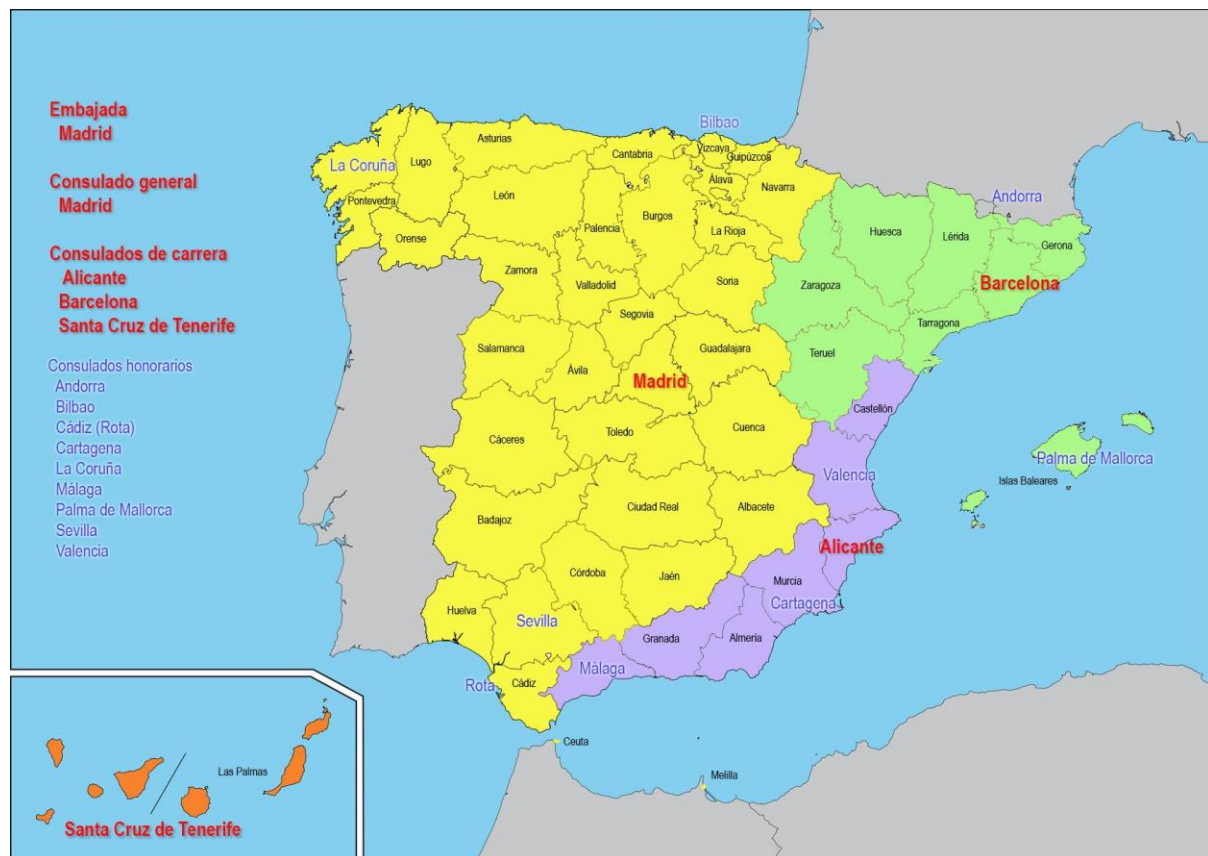 Embajada
Madrid
Consulado general
Madrid
Consulados de carrera
Alicante
Barcelona
Santa Cruz de Tenerife
Consulados honorarios
Andorra
Bilbao
Cádiz (Rota)
Cartagena
La Coruña
Málaga
Palma de Mallorca
Sevilla
Valencia
Bilbao
La Coruña
Lugo
Asturias
Cantabria
Vizcaya
Guipúzcoa
Álava
Navarra
Pontevedra
Orense
León
Palencia
Burgos
La Rioja
Huesca
Lérida
Andorra
Gerona
Zamora
Valladolid
Soria
Zaragoza
Barcelona
Segovia
Tarragona
Salamanca
Ávila
Madrid
Guadalajara
Teruel
Castellón
Cáceres
Toledo
Cuenca
Valencia
Palma de Mallorca
Islas Baleares
Badajoz
Ciudad Real
Albacete
Alicante
Córdoba
Jaén
Murcia
Cartagena
Huelva
Sevilla
Granada
Almería
Málaga
Rota
Cádiz
Ceuta
Melilla
Las Palmas
Santa Cruz de Tenerife